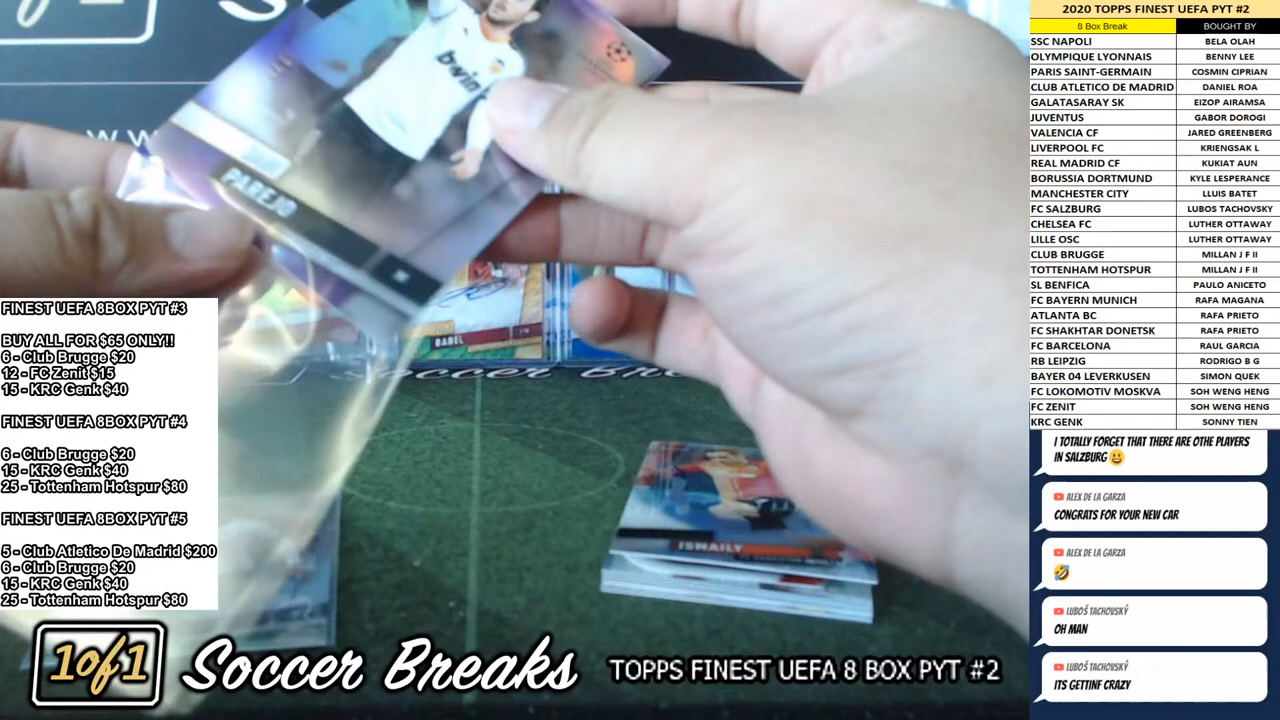 bwin
PAREJO
BABEL
Soccer Breaks
ISMAILY
FINEST UEFA 8BOX PYT #3
BUY ALL FOR $65 ONLY!!
6 - Club Brugge $20
12 - FC Zenit $15
15 - KRC Genk $40
FINEST UEFA 8BOX PYT #4
6 - Club Brugge $20
15 - KRC Genk $40
25 - Tottenham Hotspur $80
FINEST UEFA 8BOX PYT #5
5 - Club Atletico De Madrid $200
6 - Club Brugge $20
15 - KRC Genk $40
25 - Tottenham Hotspur $80
1of1 Soccer Breaks TOPPS FINEST UEFA 8 BOX PYT #2
2020 TOPPS FINEST UEFA PYT #2
8 Box Break BOUGHT BY
SSC NAPOLI BELA OLAH
OLYMPIQUE LYONNAIS BENNY LEE
PARIS SAINT-GERMAIN COSMIN CIPRIAN
CLUB ATLETICO DE MADRID DANIEL ROA
GALATASARAY SK EIZOP AIRAMSA
JUVENTUS GABOR DOROGI
VALENCIA CF JARED GREENBERG
LIVERPOOL FC KRIENGSAK L
REAL MADRID CF KUKIAT AUN
BORUSSIA DORTMUND KYLE LESPERANCE
MANCHESTER CITY LLUIS BATET
FC SALZBURG LUBOS TACHOVSKY
CHELSEA FC LUTHER OTTAWAY
LILLE OSC LUTHER OTTAWAY
CLUB BRUGGE MILLAN J F II
TOTTENHAM HOTSPUR MILLAN J F II
SL BENFICA PAULO ANICETO
FC BAYERN MUNICH RAFA MAGANA
ATLANTA BC RAFA PRIETO
FC SHAKHTAR DONETSK RAFA PRIETO
FC BARCELONA RAUL GARCIA
RB LEIPZIG RODRIGO B G
BAYER 04 LEVERKUSEN SIMON QUEK
FC LOKOMOTIV MOSKVA SOH WENG HENG
FC ZENIT SOH WENG HENG
KRC GENK SONNY TIEN
I TOTALLY FORGET THAT THERE ARE OTHE PLAYERS
IN SALZBURG 😀
ALEX DE LA GARZA
CONGRATS FOR YOUR NEW CAR
ALEX DE LA GARZA
🤣
LUBOŠ TACHOVSKÝ
OH MAN
LUBOŠ TACHOVSKÝ
ITS GETTINF CRAZY